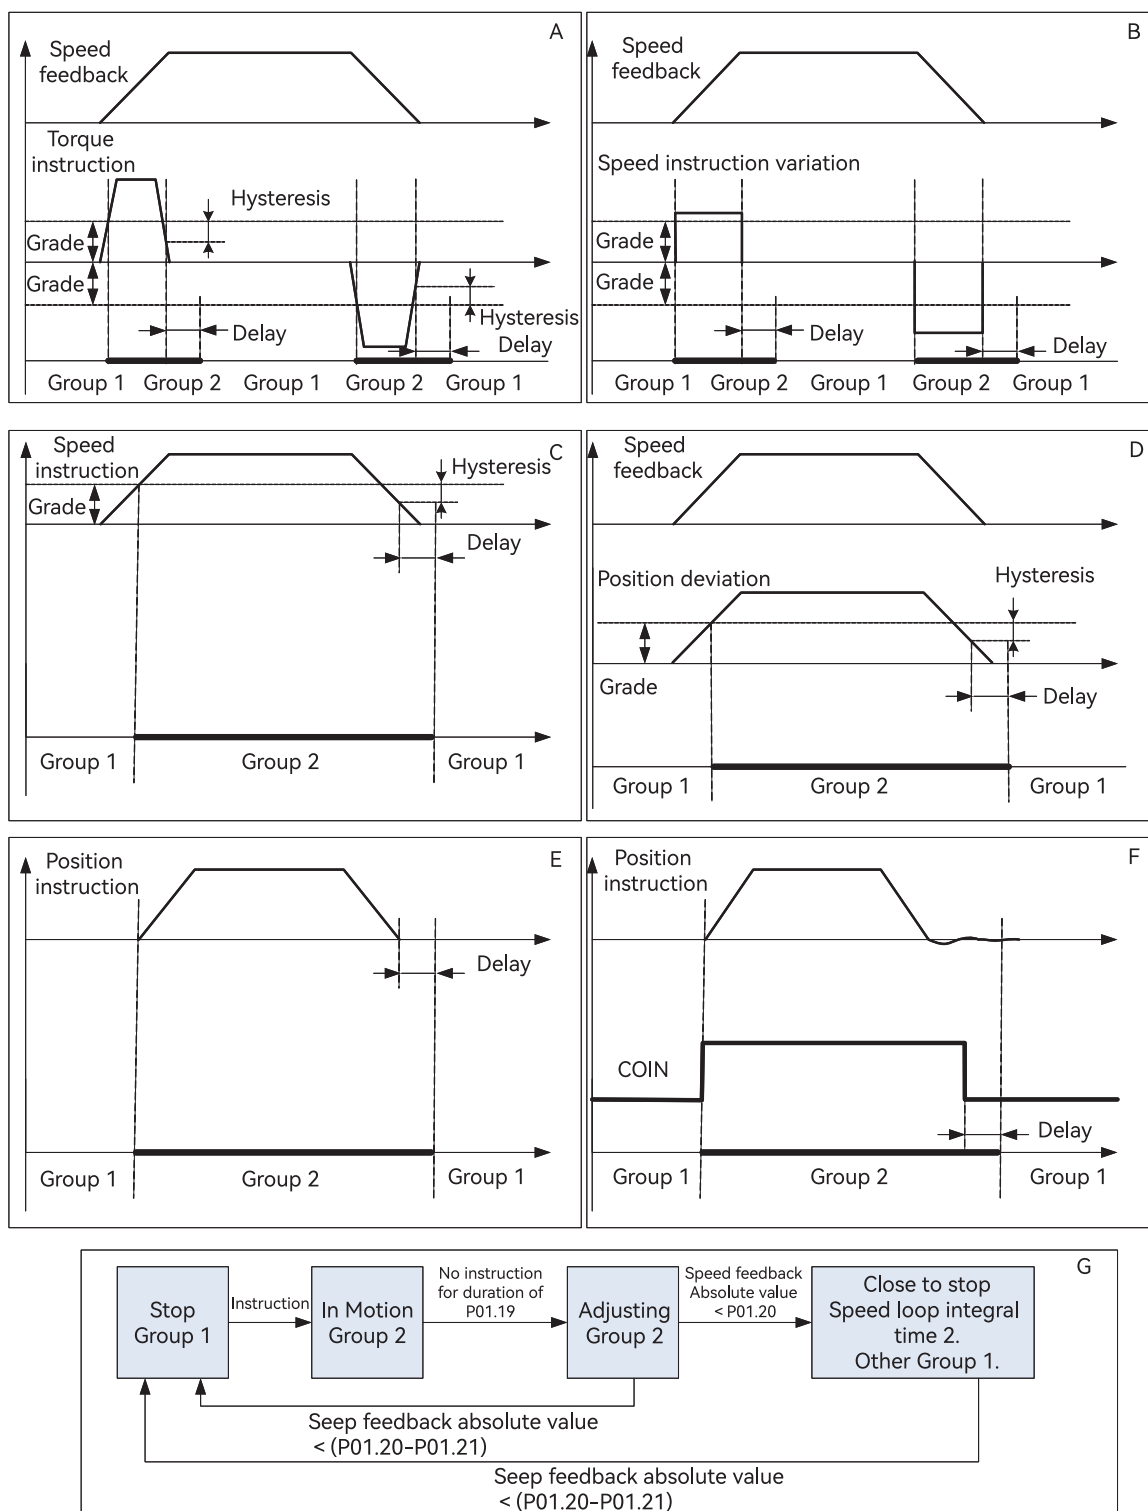 A
Speed
feedback
Torque
instruction
Hysteresis
Grade
Grade
Hysteresis
Delay
Delay
Group 1
Group 2
Group 1
Group 2
Group 1
B
Speed
feedback
Speed instruction variation
Grade
Grade
Delay
Delay
Group 1
Group 2
Group 1
Group 2
Group 1
C
Speed
instruction
Hysteresis
Grade
Delay
Group 1
Group 2
Group 1
D
Speed
feedback
Position deviation
Hysteresis
Grade
Delay
Group 1
Group 2
Group 1
E
Position
instruction
Delay
Group 1
Group 2
Group 1
F
Position
instruction
COIN
Delay
Group 1
Group 2
Group 1
G
Stop
Group 1
Instruction
In Motion
Group 2
No instruction
for duration of
P01.19
Adjusting
Group 2
Speed feedback
Absolute value
< P01.20
Close to stop
Speed loop integral
time 2.
Other Group 1.
Seep feedback absolute value
< (P01.20-P01.21)
Seep feedback absolute value
< (P01.20-P01.21)